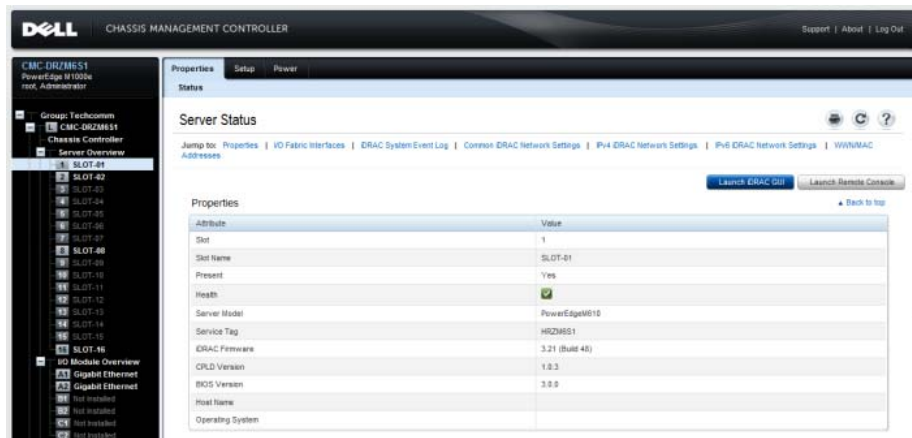 DELL
CHASSIS MANAGEMENT CONTROLLER
Support | About | Log Out
CMC-DRZM6S1
PowerEdge M1000e
root, Administrator
Properties Setup Power
Status
Group: Techcomm
L CMC-DRZM6S1
Chassis Controller
Server Overview
1 SLOT-01
2 SLOT-02
3 SLOT-03
4 SLOT-04
5 SLOT-05
6 SLOT-06
7 SLOT-07
8 SLOT-08
9 SLOT-09
10 SLOT-10
11 SLOT-11
12 SLOT-12
13 SLOT-13
14 SLOT-14
15 SLOT-15
16 SLOT-16
I/O Module Overview
A1 Gigabit Ethernet
A2 Gigabit Ethernet
B1 Not Installed
B2 Not Installed
C1 Not Installed
C2 Not Installed
Server Status
Jump to: Properties | I/O Fabric Interfaces | iDRAC System Event Log | Common iDRAC Network Settings | IPv4 iDRAC Network Settings | IPv6 iDRAC Network Settings | WWN/MAC
Addresses
Launch iDRAC GUI Launch Remote Console
Properties
Back to top
Attribute Value
Slot 1
Slot Name SLOT-01
Present Yes
Health
Server Model PowerEdgeM610
Service Tag HRZM6S1
iDRAC Firmware 3.21 (Build 48)
CPLD Version 1.0.3
BIOS Version 3.0.0
Host Name
Operating System